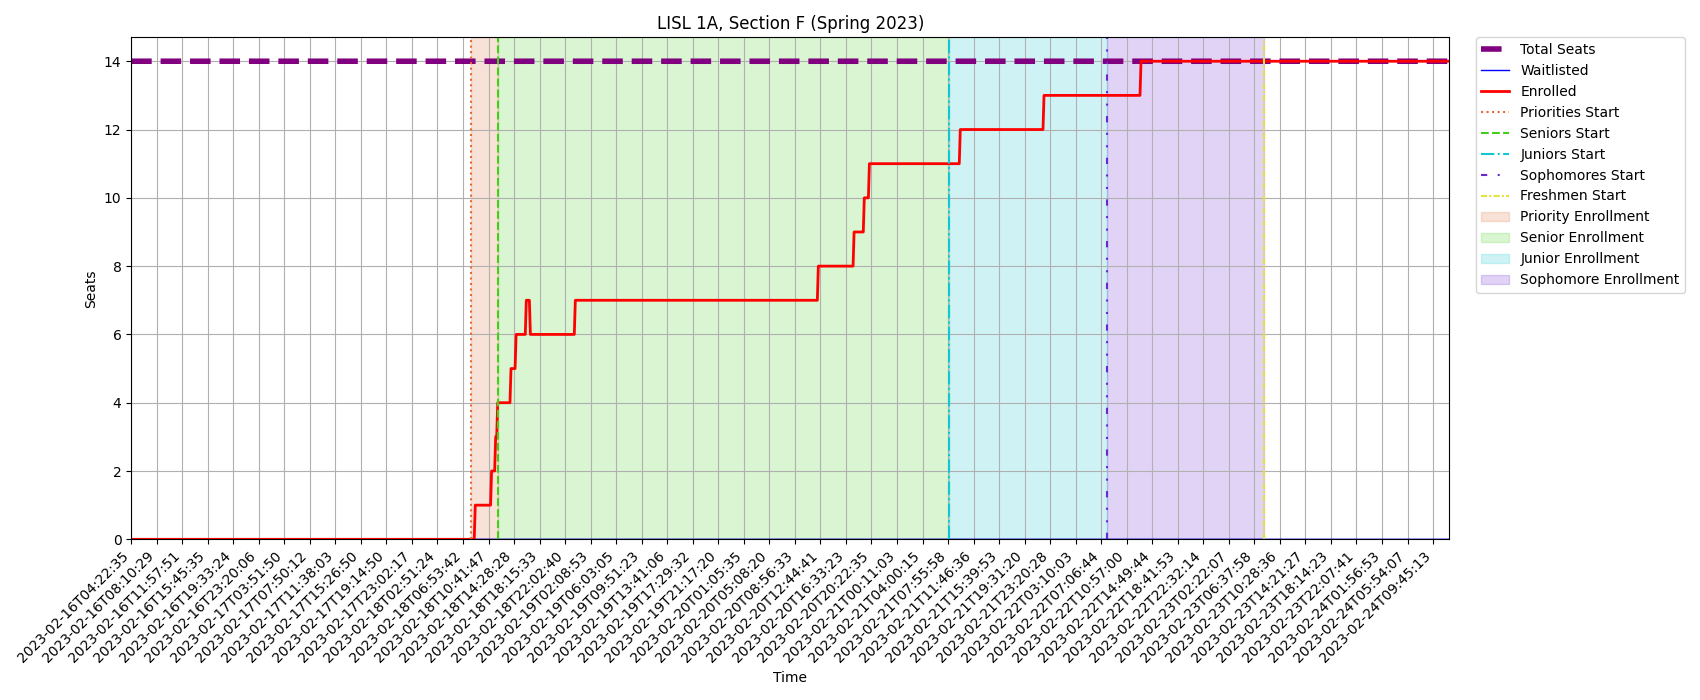 LISL 1A, Section F (Spring 2023)
Total Seats
Waitlisted
Enrolled
Priorities Start
Seniors Start
Juniors Start
Sophomores Start
Freshmen Start
Priority Enrollment
Senior Enrollment
Junior Enrollment
Sophomore Enrollment
Seats
14
12
10
8
6
4
2
0
2023-02-16T04:22:35
2023-02-16T08:10:29
2023-02-16T11:57:51
2023-02-16T15:45:35
2023-02-16T19:33:24
2023-02-16T23:20:06
2023-02-17T03:51:50
2023-02-17T07:50:12
2023-02-17T11:38:03
2023-02-17T15:26:50
2023-02-17T19:14:50
2023-02-17T23:02:17
2023-02-18T02:51:24
2023-02-18T06:53:42
2023-02-18T10:41:47
2023-02-18T14:28:28
2023-02-18T18:15:33
2023-02-18T22:02:40
2023-02-19T02:08:53
2023-02-19T06:03:05
2023-02-19T09:51:23
2023-02-19T13:41:06
2023-02-19T17:29:32
2023-02-19T21:17:20
2023-02-20T01:05:35
2023-02-20T05:08:20
2023-02-20T08:56:33
2023-02-20T12:44:41
2023-02-20T16:33:23
2023-02-20T20:22:35
2023-02-21T00:11:03
2023-02-21T04:00:15
2023-02-21T07:55:58
2023-02-21T11:46:36
2023-02-21T15:39:53
2023-02-21T19:31:20
2023-02-21T23:20:28
2023-02-22T03:10:03
2023-02-22T07:06:44
2023-02-22T10:57:00
2023-02-22T14:49:44
2023-02-22T18:41:53
2023-02-22T22:32:14
2023-02-23T02:22:07
2023-02-23T06:37:58
2023-02-23T10:28:36
2023-02-23T14:21:27
2023-02-23T18:14:23
2023-02-23T22:07:41
2023-02-24T01:56:53
2023-02-24T05:54:07
2023-02-24T09:45:13
Time